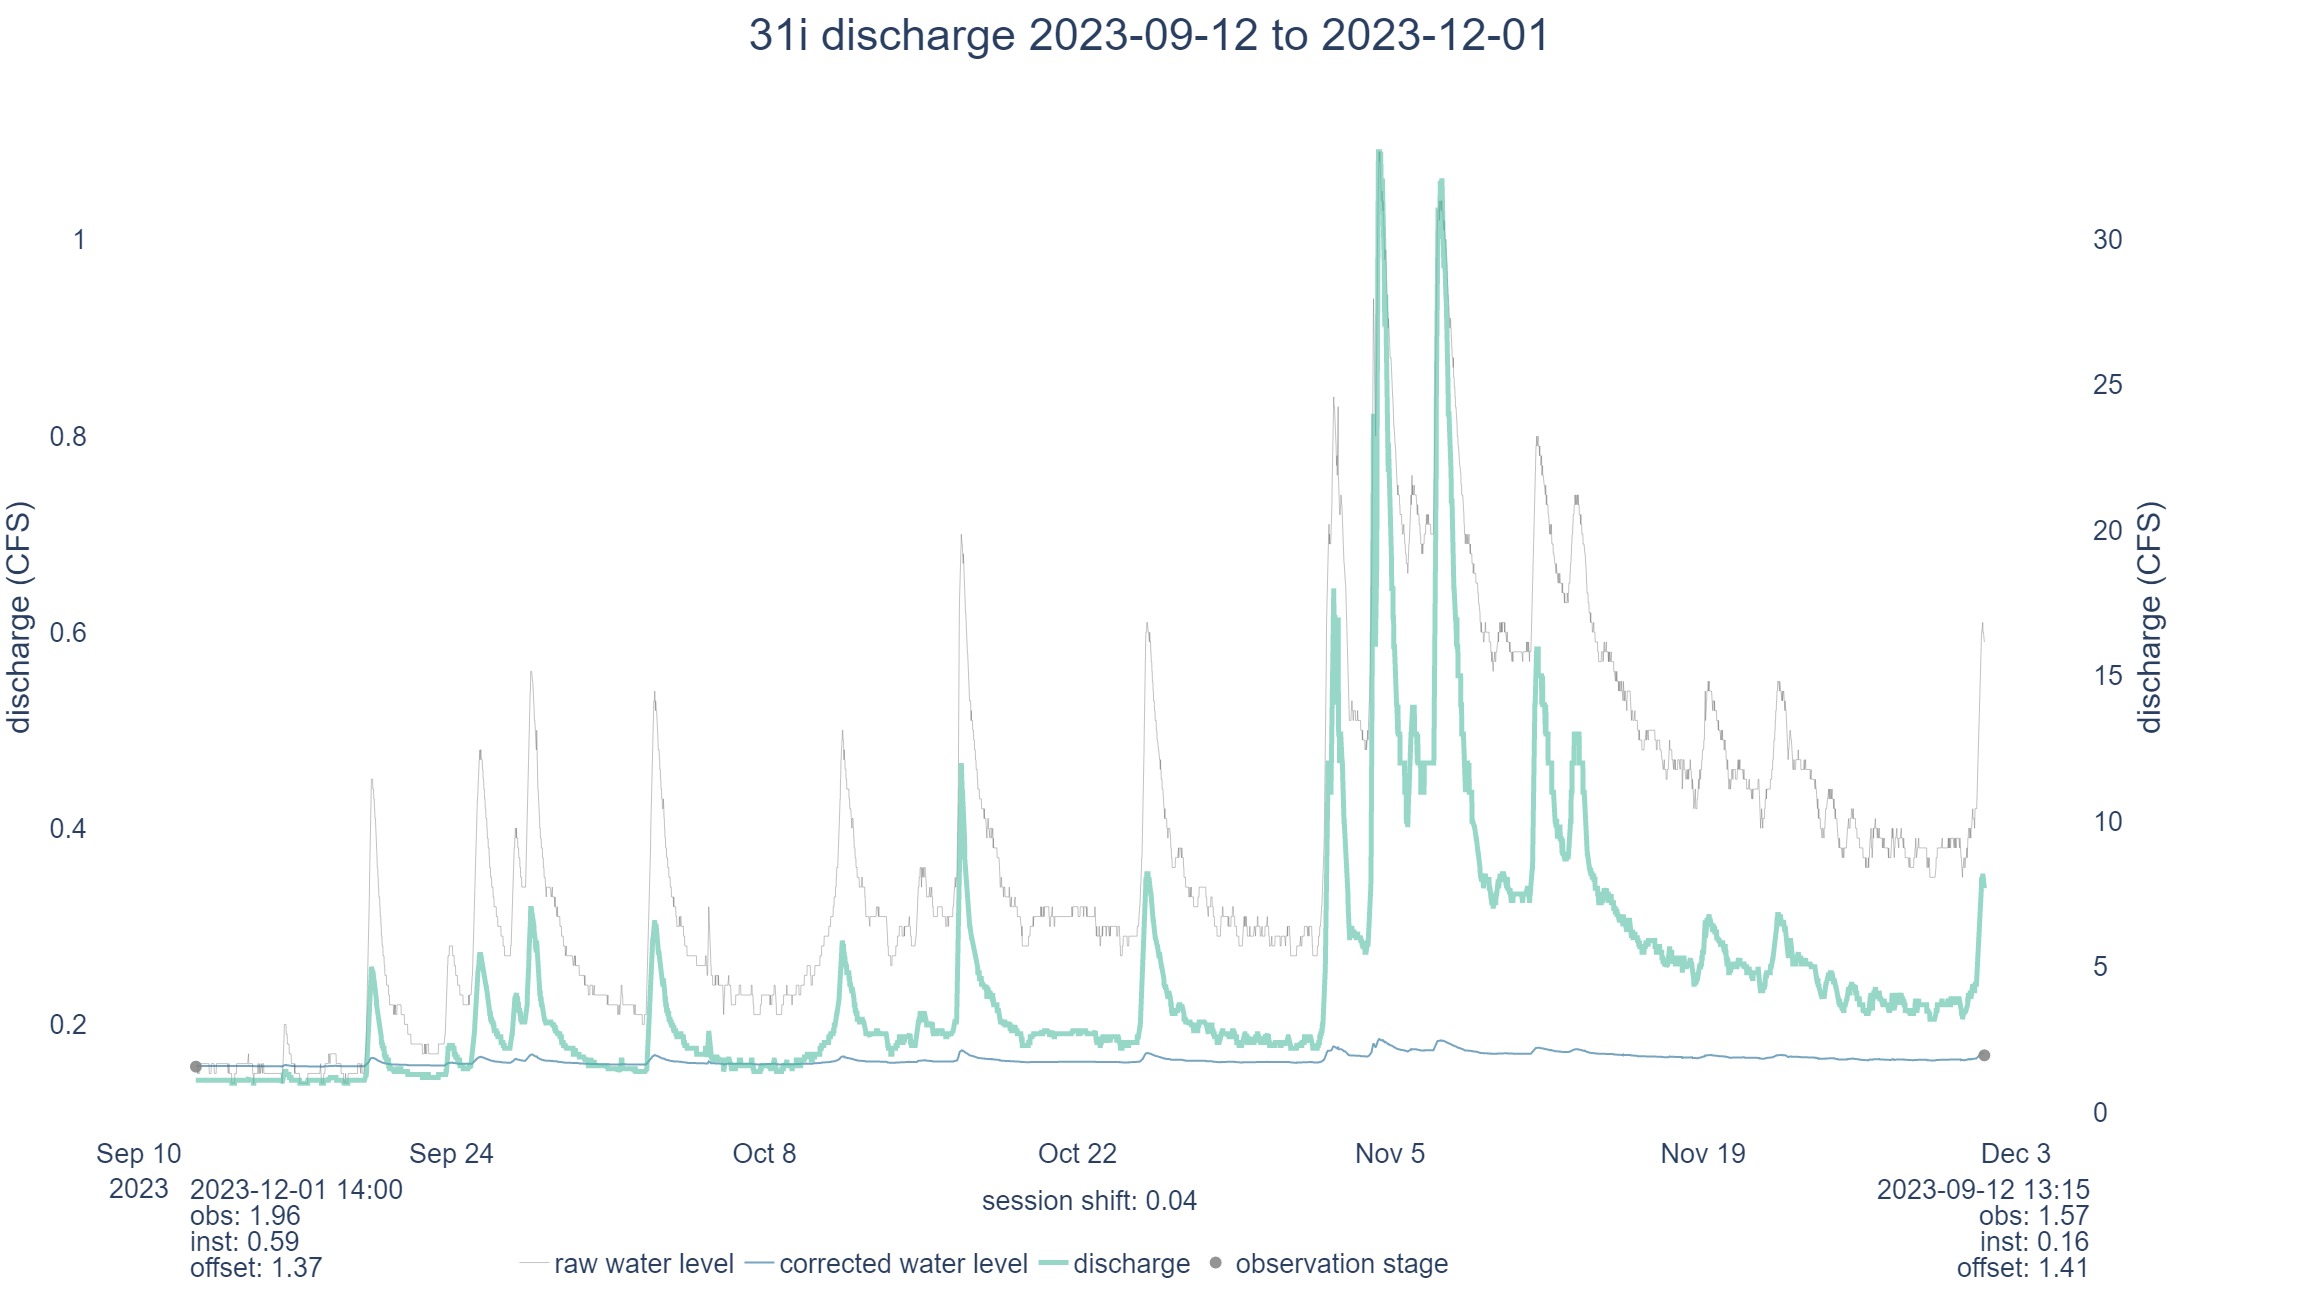 31i discharge 2023-09-12 to 2023-12-01
1
0.8
0.6
0.4
0.2
discharge (CFS)
30
25
20
15
10
5
0
discharge (CFS)
Sep 10 Sep 24 Oct 8 Oct 22 Nov 5 Nov 19 Dec 3
2023
2023-12-01 14:00
obs: 1.96
inst: 0.59
offset: 1.37
session shift: 0.04
2023-09-12 13:15
obs: 1.57
inst: 0.16
offset: 1.41
raw water level corrected water level discharge observation stage